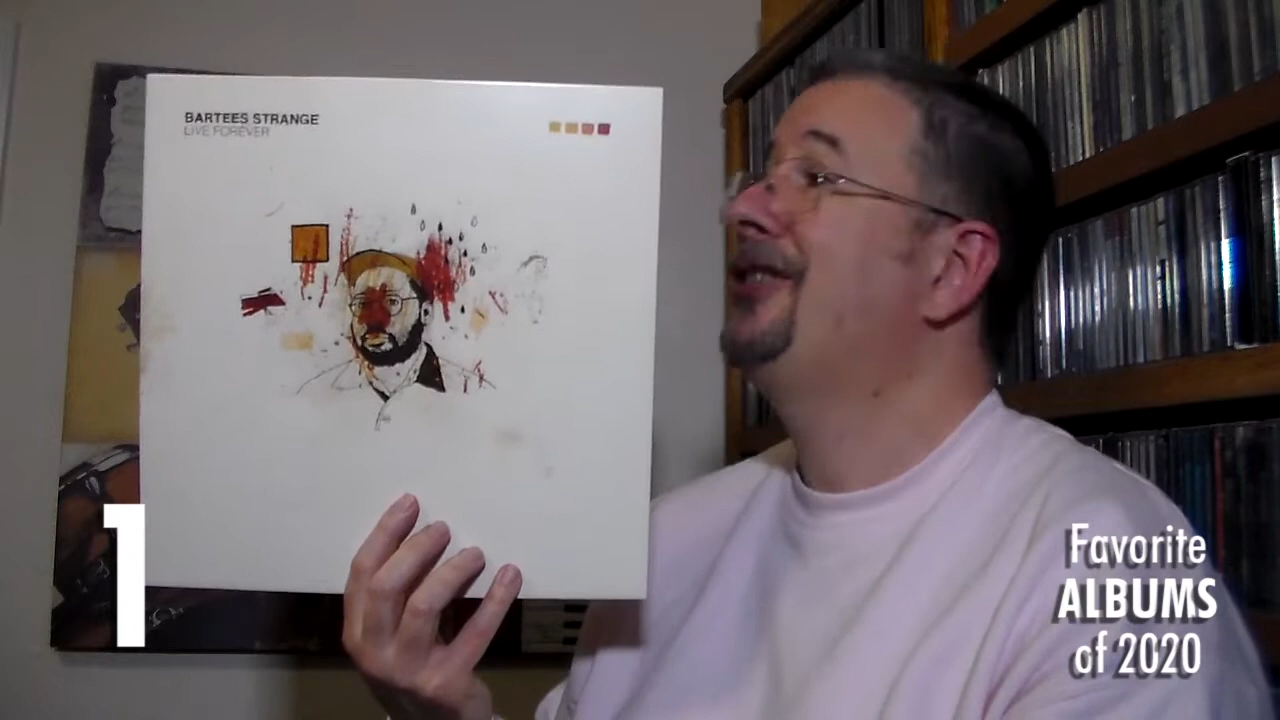 BARTEES STRANGE
LIVE FOREVER
1
Favorite
ALBUMS
of 2020